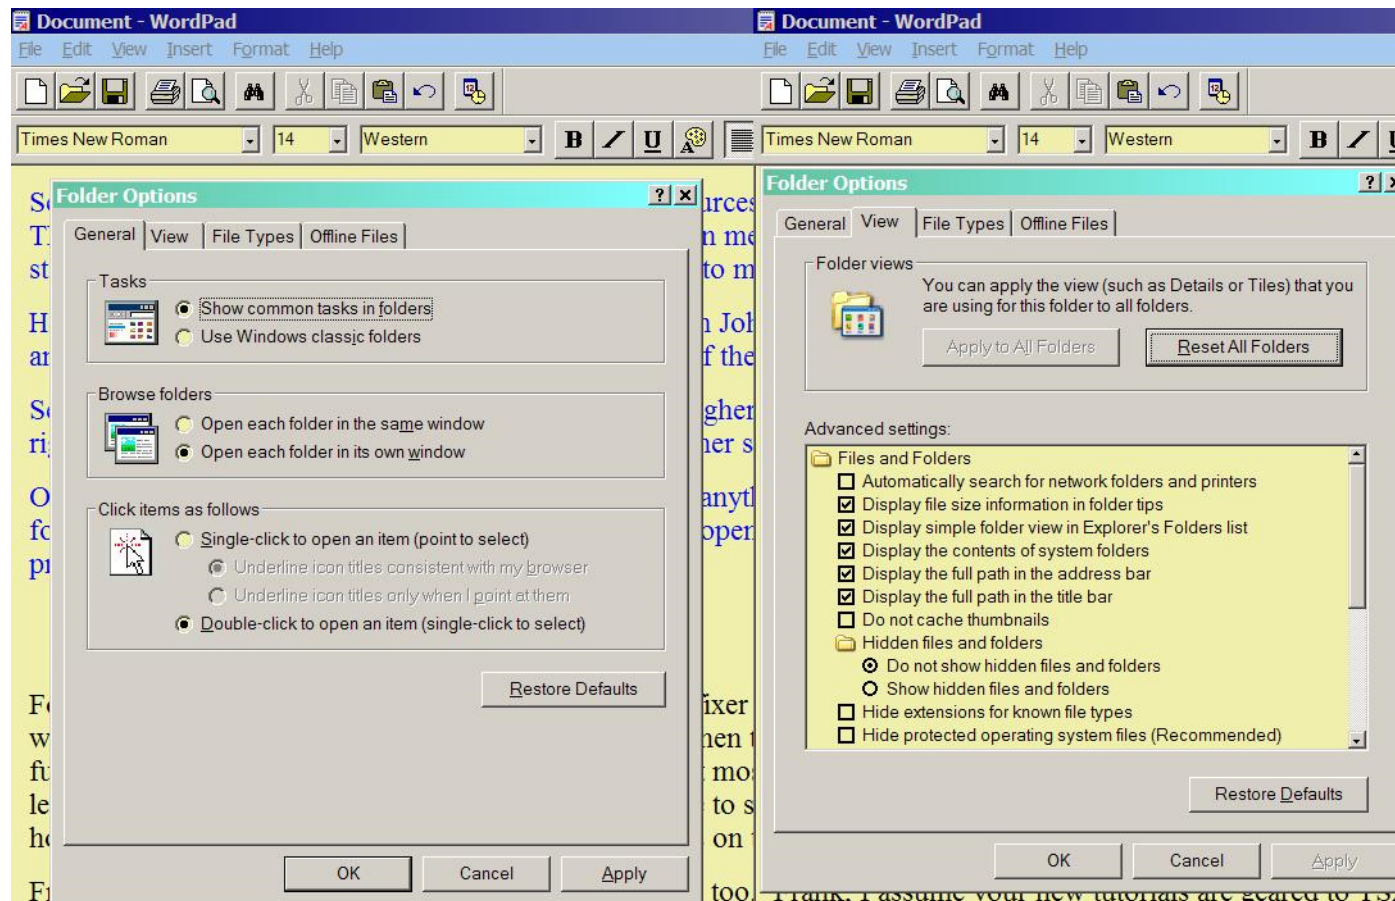 Document - WordPad
File Edit View Insert Format Help
Times New Roman 14 Western B I U
Folder Options
General View File Types Offline Files
Tasks
Show common tasks in folders
Use Windows classic folders
Browse folders
Open each folder in the same window
Open each folder in its own window
Click items as follows
Single-click to open an item (point to select)
Underline icon titles consistent with my browser
Underline icon titles only when I point at them
Double-click to open an item (single-click to select)
Restore Defaults
OK Cancel Apply
Document - WordPad
File Edit View Insert Format Help
Times New Roman 14 Western B I
Folder Options
General View File Types Offline Files
Folder views
You can apply the view (such as Details or Tiles) that you
are using for this folder to all folders.
Apply to All Folders Reset All Folders
Advanced settings:
Files and Folders
Automatically search for network folders and printers
Display file size information in folder tips
Display simple folder view in Explorer's Folders list
Display the contents of system folders
Display the full path in the address bar
Display the full path in the title bar
Do not cache thumbnails
Hidden files and folders
Do not show hidden files and folders
Show hidden files and folders
Hide extensions for known file types
Hide protected operating system files (Recommended)
Restore Defaults
OK Cancel Apply
too. Frank, I assume your new tutorials are geared to